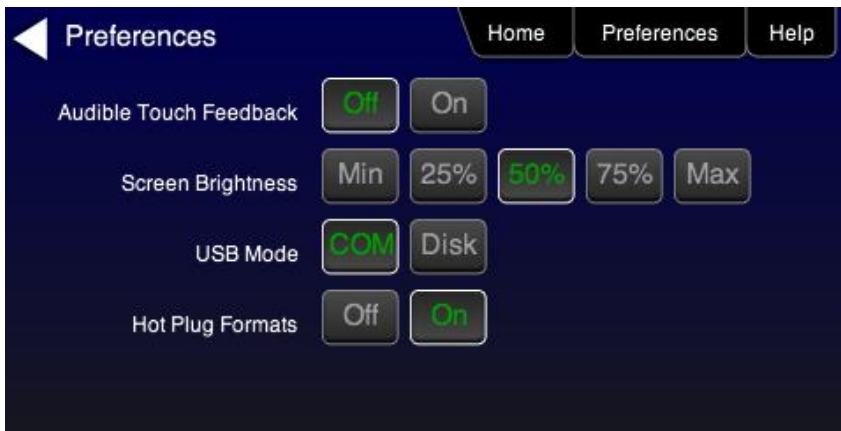 Preferences Home Preferences Help
Audible Touch Feedback Off On
Screen Brightness Min 25% 50% 75% Max
USB Mode COM Disk
Hot Plug Formats Off On